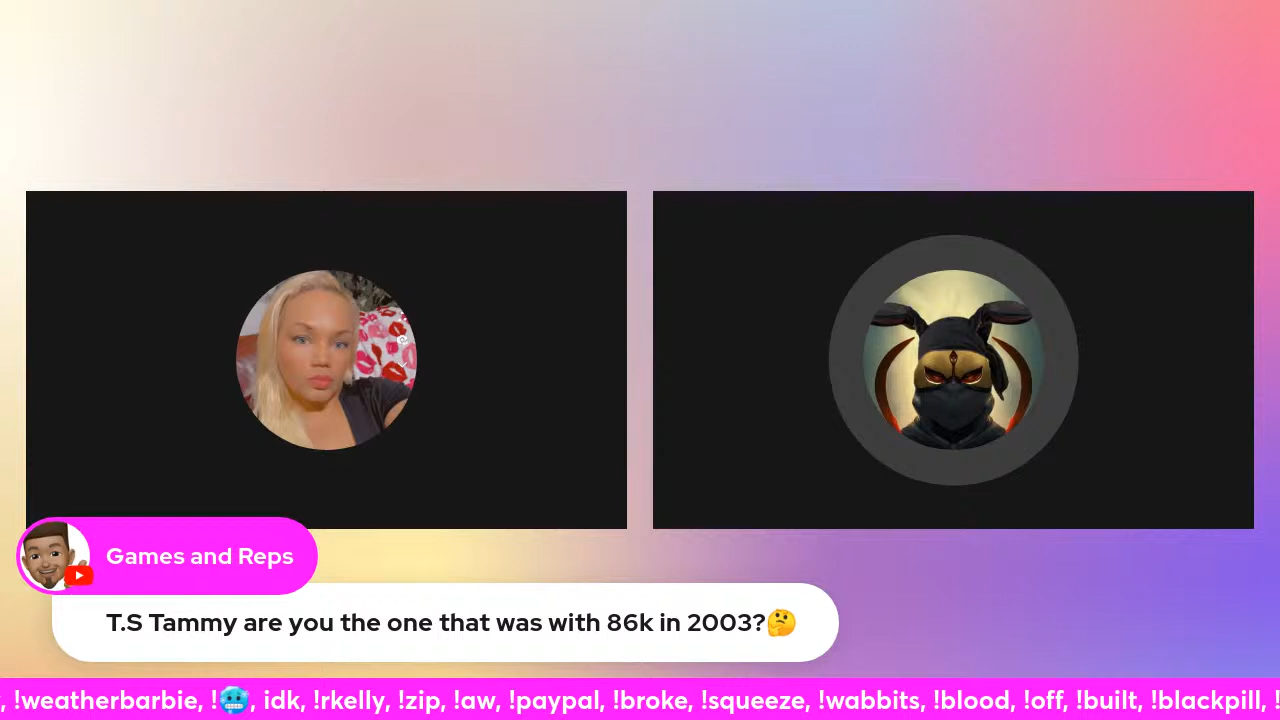 Games and Reps
T.S Tammy are you the one that was with 86k in 2003?🤔
, !weatherbarbie, !🥶, idk, !rkelly, !zip, !aw, !paypal, !broke, !squeeze, !wabbits, !blood, !off, !built, !blackpill, !